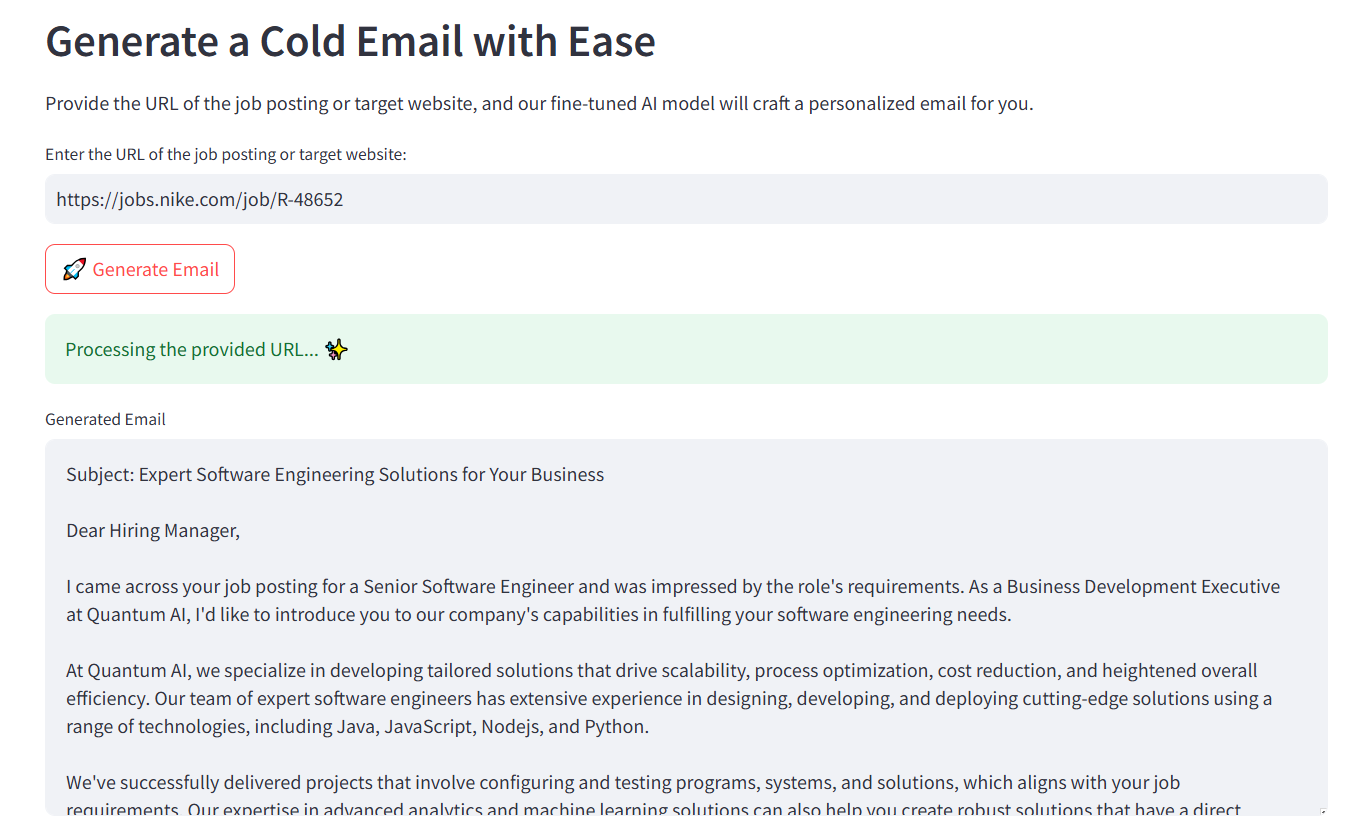 Generate a Cold Email with Ease
Provide the URL of the job posting or target website, and our fine-tuned AI model will craft a personalized email for you.
Enter the URL of the job posting or target website:
https://jobs.nike.com/job/R-48652
🚀 Generate Email
Processing the provided URL... ✨
Generated Email
Subject: Expert Software Engineering Solutions for Your Business
Dear Hiring Manager,
I came across your job posting for a Senior Software Engineer and was impressed by the role's requirements. As a Business Development Executive
at Quantum AI, I'd like to introduce you to our company's capabilities in fulfilling your software engineering needs.
At Quantum AI, we specialize in developing tailored solutions that drive scalability, process optimization, cost reduction, and heightened overall
efficiency. Our team of expert software engineers has extensive experience in designing, developing, and deploying cutting-edge solutions using a
range of technologies, including Java, JavaScript, Nodejs, and Python.
We've successfully delivered projects that involve configuring and testing programs, systems, and solutions, which aligns with your job
requirements. Our expertise in advanced analytics and machine learning solutions can also help you create robust solutions that have a direct